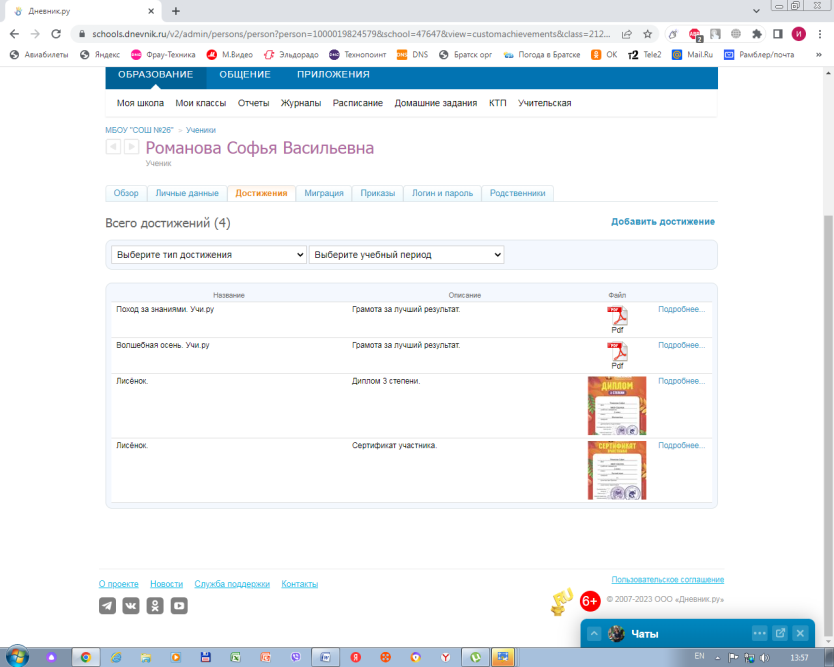 Дневник.ру
schools.dnevnik.ru/v2/admin/persons/person?person=1000019824579&school=47647&view=customachievements&class=212...
Авиабилеты Яндекс Фрау-Техника М.Видео Эльдорадо Технопоинт DNS Братск орг Погода в Братске ОК Tele2 Mail.Ru Рамблер/почта »
ОБРАЗОВАНИЕ ОБЩЕНИЕ ПРИЛОЖЕНИЯ
Моя школа Мои классы Отчеты Журналы Расписание Домашние задания КТП Учительская
МБОУ "СОШ №26" » Ученики
Романова Софья Васильевна
Ученик
Обзор Личные данные Достижения Миграция Приказы Логин и пароль Родственники
Всего достижений (4) Добавить достижение
Выберите тип достижения Выберите учебный период
Название Описание Файл
Поход за знаниями. Учи.ру Грамота за лучший результат. Подробнее...
Pdf
Волшебная осень. Учи.ру Грамота за лучший результат. Подробнее...
Pdf
Лисёнок. Диплом 3 степени. Подробнее...
ДИПЛОМ
Лисёнок. Сертификат участника. Подробнее...
СЕРТИФИКАТ
О проекте Новости Служба поддержки Контакты Пользовательское соглашение
6+ © 2007-2023 ООО «Дневник.ру»
Чаты
EN 13:57